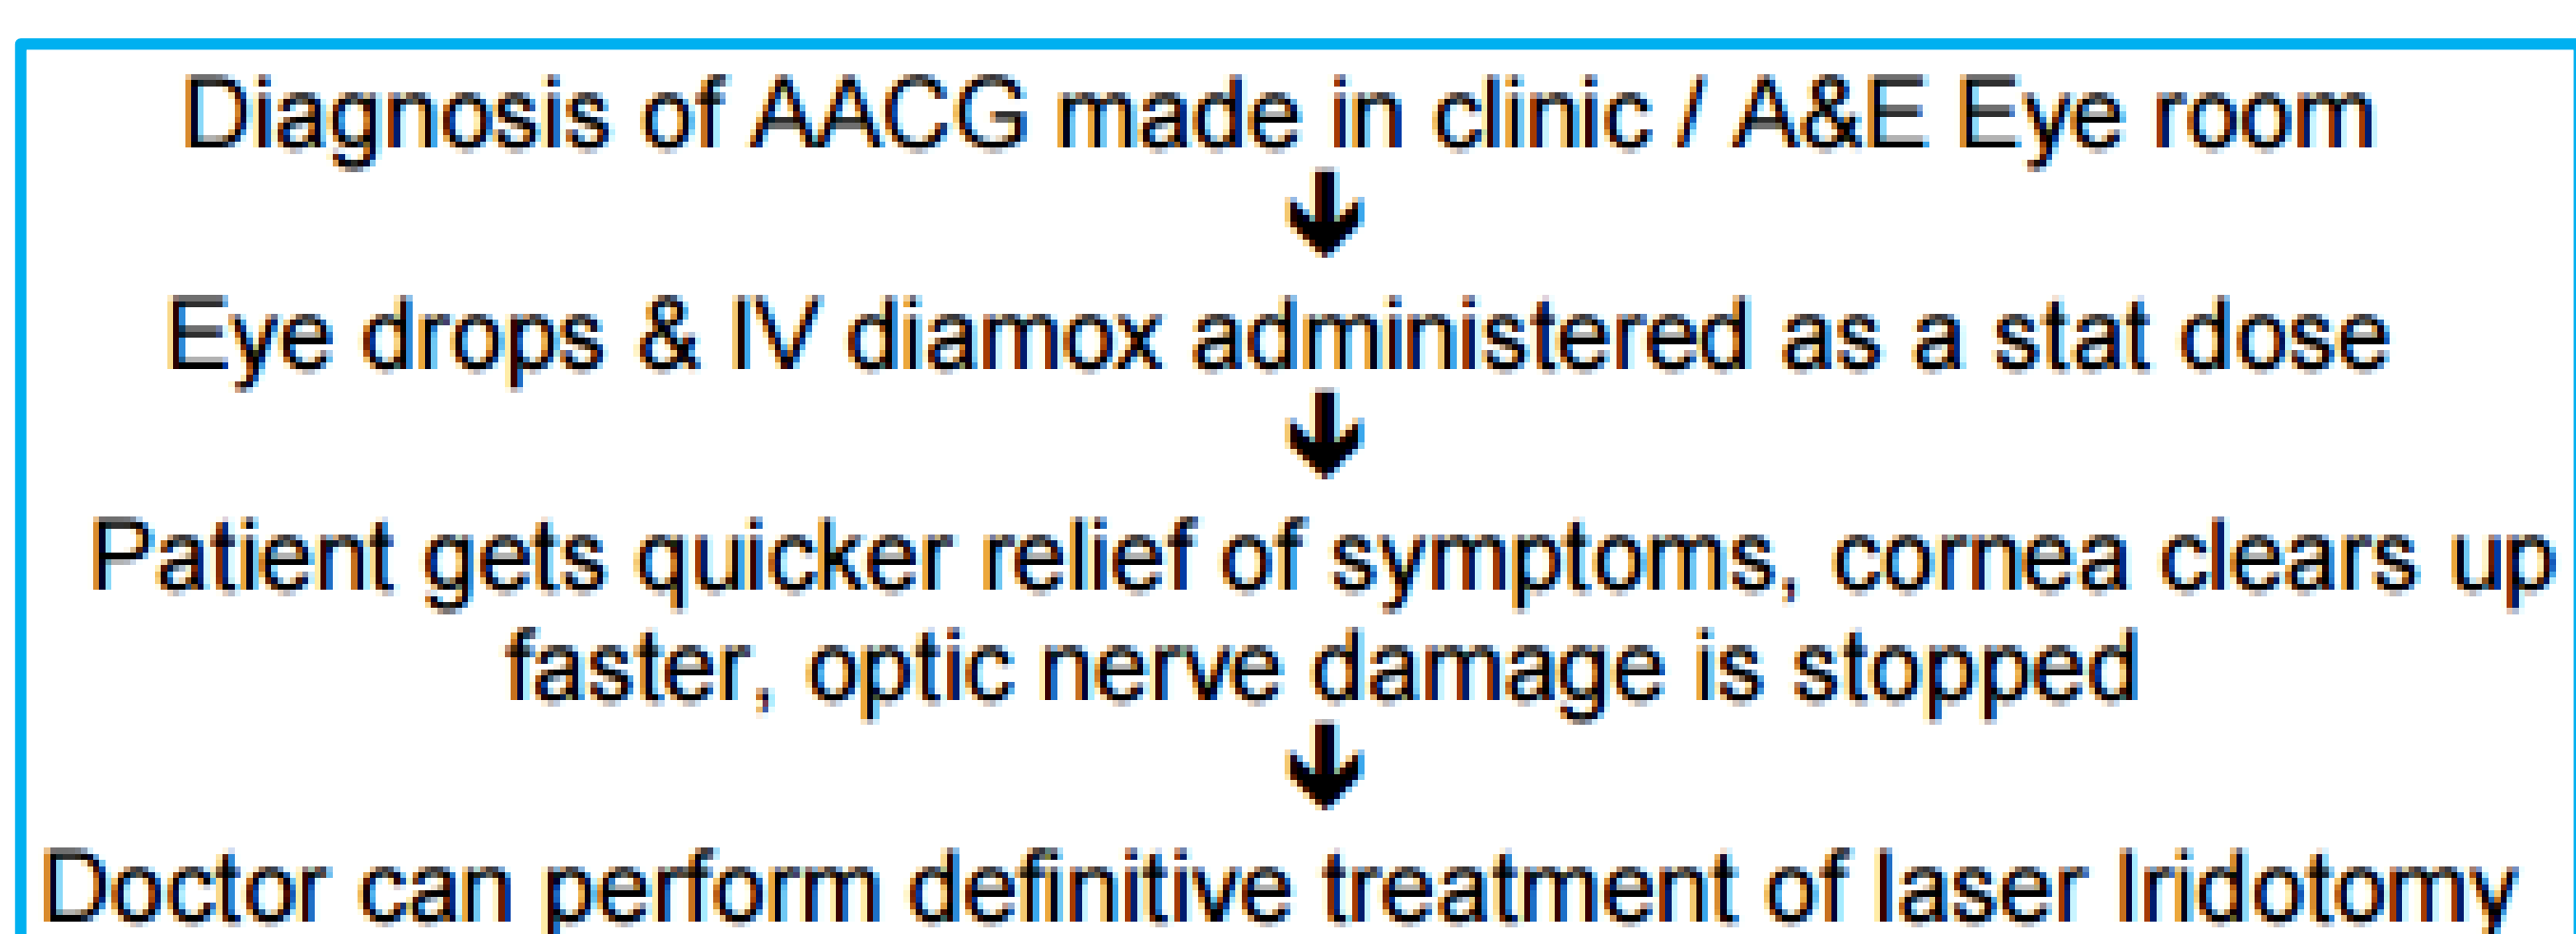 Diagnosis of AACG made in clinic / A&E Eye room
Eye drops & IV diamox administered as a stat dose
Patient gets quicker relief of symptoms, cornea clears up
faster, optic nerve damage is stopped
Doctor can perform definitive treatment of laser Iridotomy